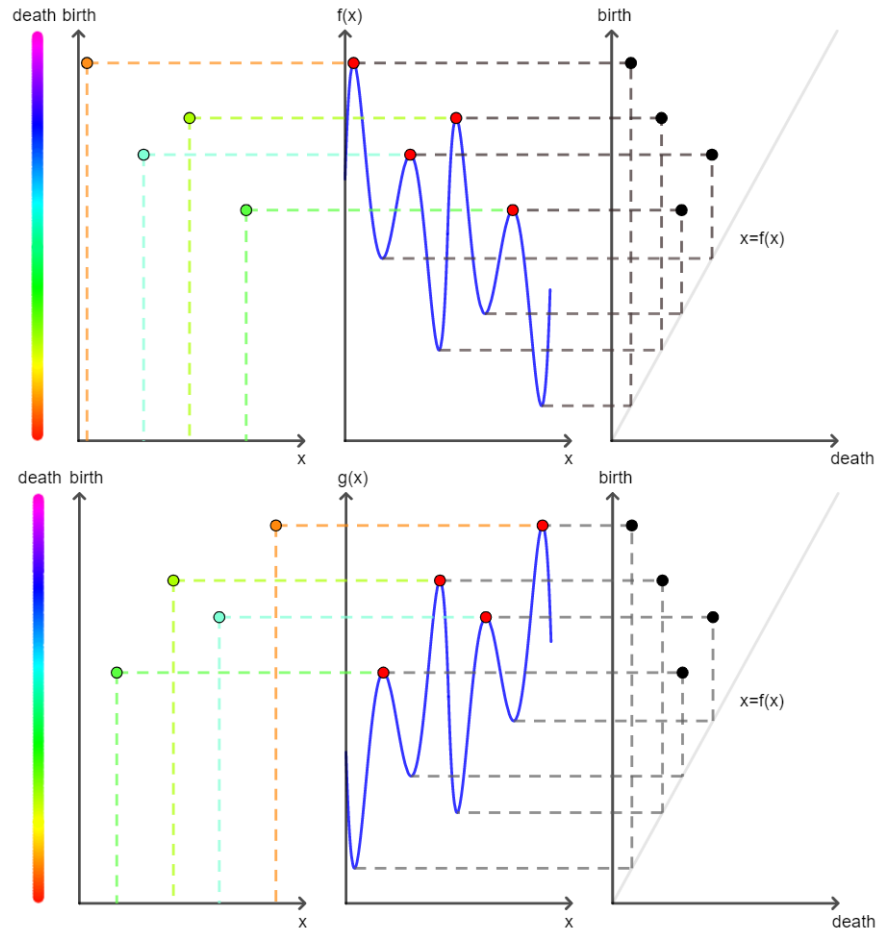 death birth
f(x)
birth
x=f(x)
x
x
death
death birth
g(x)
birth
x=f(x)
x
x
death